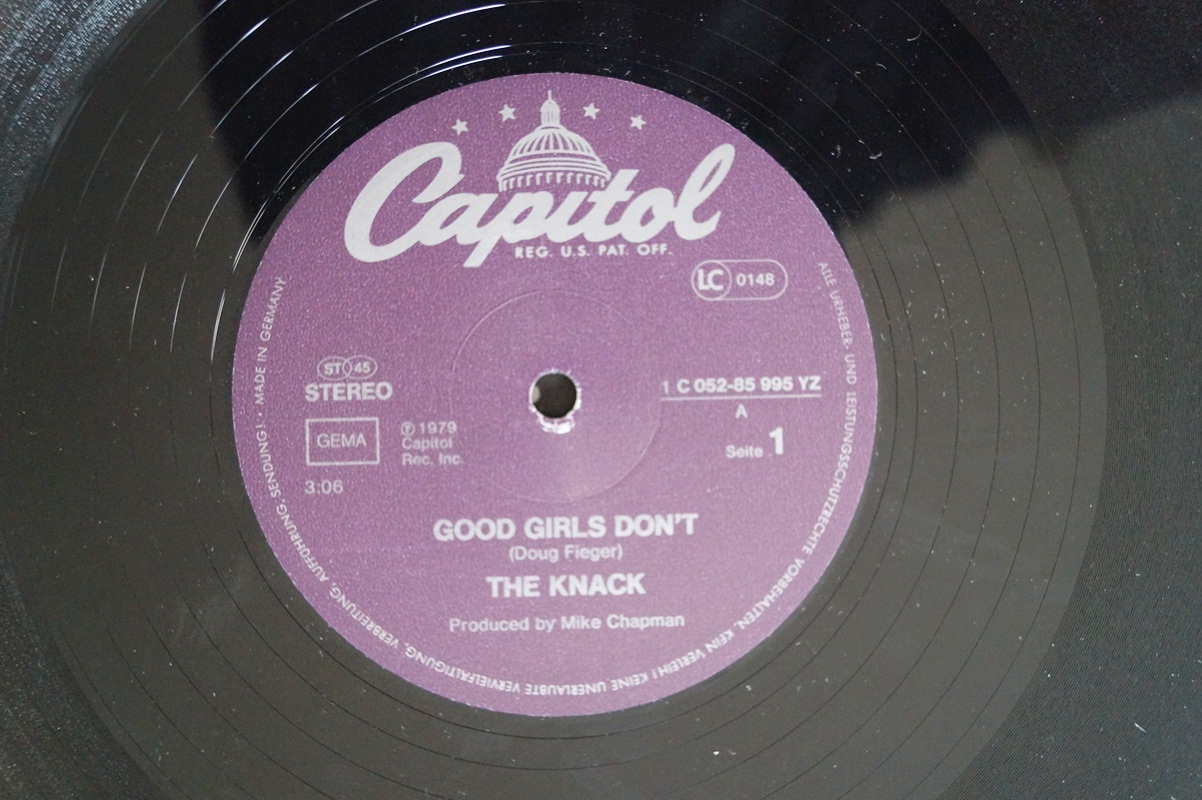 Capitol
REG. U.S. PAT. OFF.
LC 0148
ST 45
STEREO
GEMA
℗ 1979
Capitol
Rec. Inc.
3:06
1 C 052-85 995 YZ
A
Seite 1
GOOD GIRLS DON'T
(Doug Fieger)
THE KNACK
Produced by Mike Chapman
ALLE URHEBER- UND LEISTUNGSSCHUTZRECHTE VORBEHALTEN. KEIN VERLEIH! KEINE UNERLAUBTE VERVIELFÄLTIGUNG, VERBREITUNG, AUFFÜHRUNG, SENDUNG! · MADE IN GERMANY